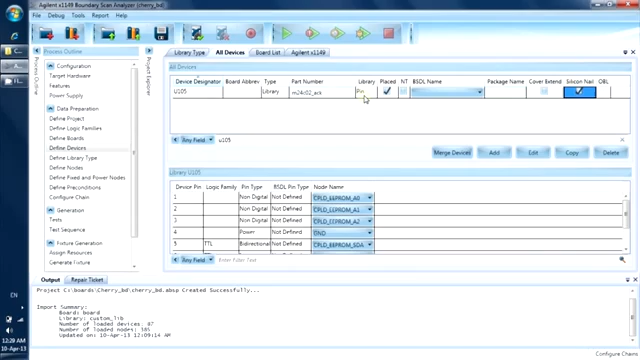 Agilent x1149 Boundary Scan Analyzer (cherry_bd)
File Debug Tools Help
Process Outline
Configuration
Target Hardware
Features
Power Supply
Development
Define Project
Define Logic Families
Define Boards
Define Devices
Define Library Type
Define Nodes
Define Fixed and Power Nodes
Define Preconditions
Configure Chain
Generation
Tests
Test Sequence
Fixture Generation
Assign Resources
Generate Fixture
Process Outline
Project Explorer
Library Type All Devices Board List Agilent x1149
All Devices
Device Designator Board Abbrev Type Part Number Library Placed NT BSDL Name Package Name Cover Extend Silicon Nail OBL
U105 Library m24c02_ack Pin
Any Field u105
Merge Devices Add Edit Copy Delete
Library U105
Device Pin Logic Family Pin Type BSDL Pin Type Node Name
1 Non Digital Not Defined CPLD_EEPROM_A0
2 Non Digital Not Defined CPLD_EEPROM_A1
3 Non Digital Not Defined CPLD_EEPROM_A2
4 Power Not Defined GND
5 TTL Bidirectional Not Defined CPLD_EEPROM_SDA
Any Field Enter Filter Text
Output Repair Ticket
Project C:\boards\Cherry_bd\cherry_bd.absp Created Successfully...
Import Summary:
Board: board
Library: custom_lib
Number of loaded devices: 87
Number of loaded nodes: 385
Updated on: 10-Apr-13 12:09:14 AM
Configure Chains
EN
12:29 AM
10-Apr-13